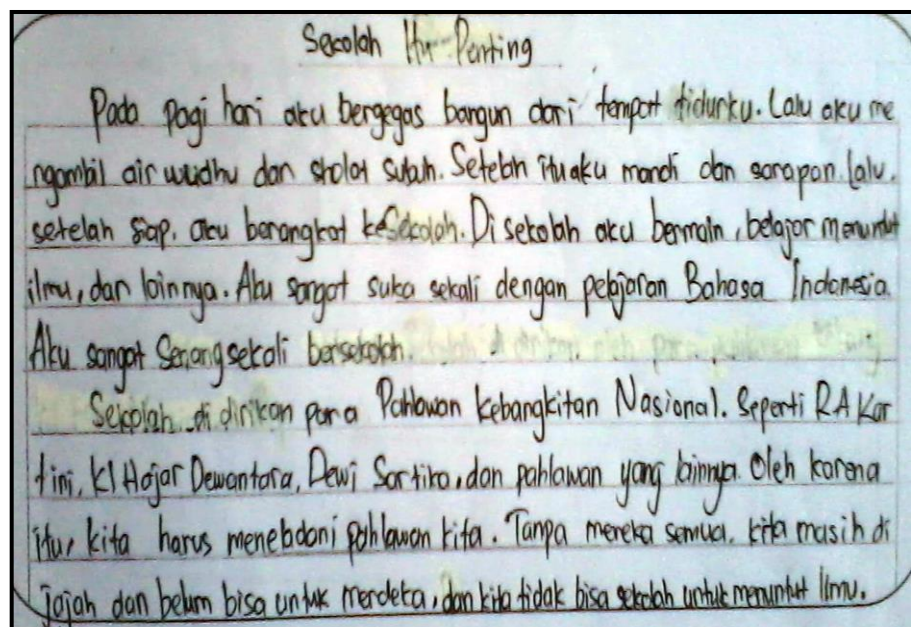 Sekolah Itu Penting
Pada pagi hari aku bergegas bangun dari tempat tidurku. Lalu aku me
ngambil air wudhu dan sholat subuh. Setelah itu aku mandi dan sarapan. lalu.
setelah siap. aku berangkat keSekolah. Di sekolah aku bermain, belajar menuntut
ilmu, dan lainnya. Aku sangat suka sekali dengan pelajaran Bahasa Indonesia.
Aku sangat Senang sekali bersekolah.
Sekolah di dirikan para Pahlawan Kebangkitan Nasional. Seperti RA Kar
tini, KI Hajar Dewantara, Dewi Sartika, dan pahlawan yang lainnya. Oleh karena
itu, kita harus meneladani pahlawan kita. Tanpa mereka semua, kita masih di
jajah dan belum bisa untuk merdeka, dan kita tidak bisa sekolah untuk menuntut Ilmu.